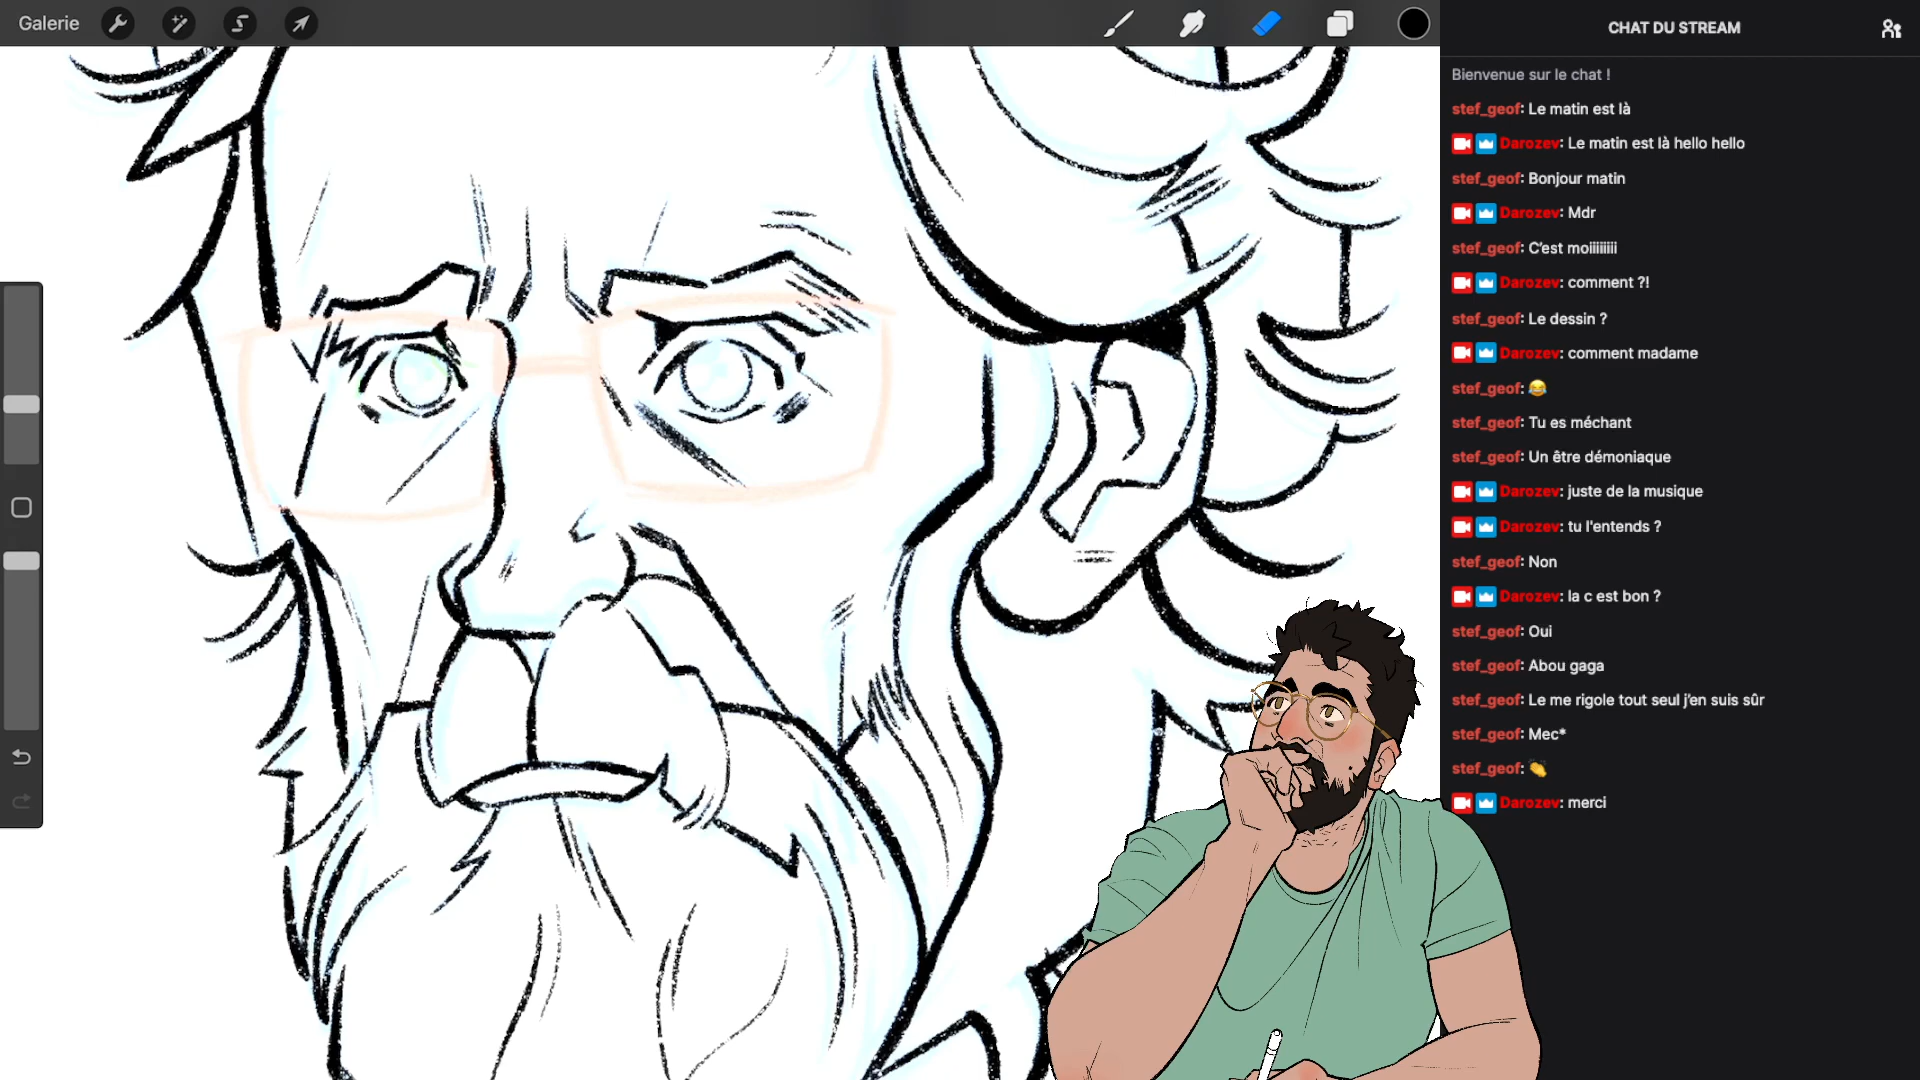 Galerie
CHAT DU STREAM
Bienvenue sur le chat !
stef_geof: Le matin est là
Darozev: Le matin est là hello hello
stef_geof: Bonjour matin
Darozev: Mdr
stef_geof: C'est moiiiiiiiii
Darozev: comment ?!
stef_geof: Le dessin ?
Darozev: comment madame
stef_geof: 😂
stef_geof: Tu es méchant
stef_geof: Un être démoniaque
Darozev: juste de la musique
Darozev: tu l'entends ?
stef_geof: Non
Darozev: la c est bon ?
stef_geof: Oui
stef_geof: Abou gaga
stef_geof: Le me rigole tout seul j'en suis sûr
stef_geof: Mec*
stef_geof: 👏
Darozev: merci